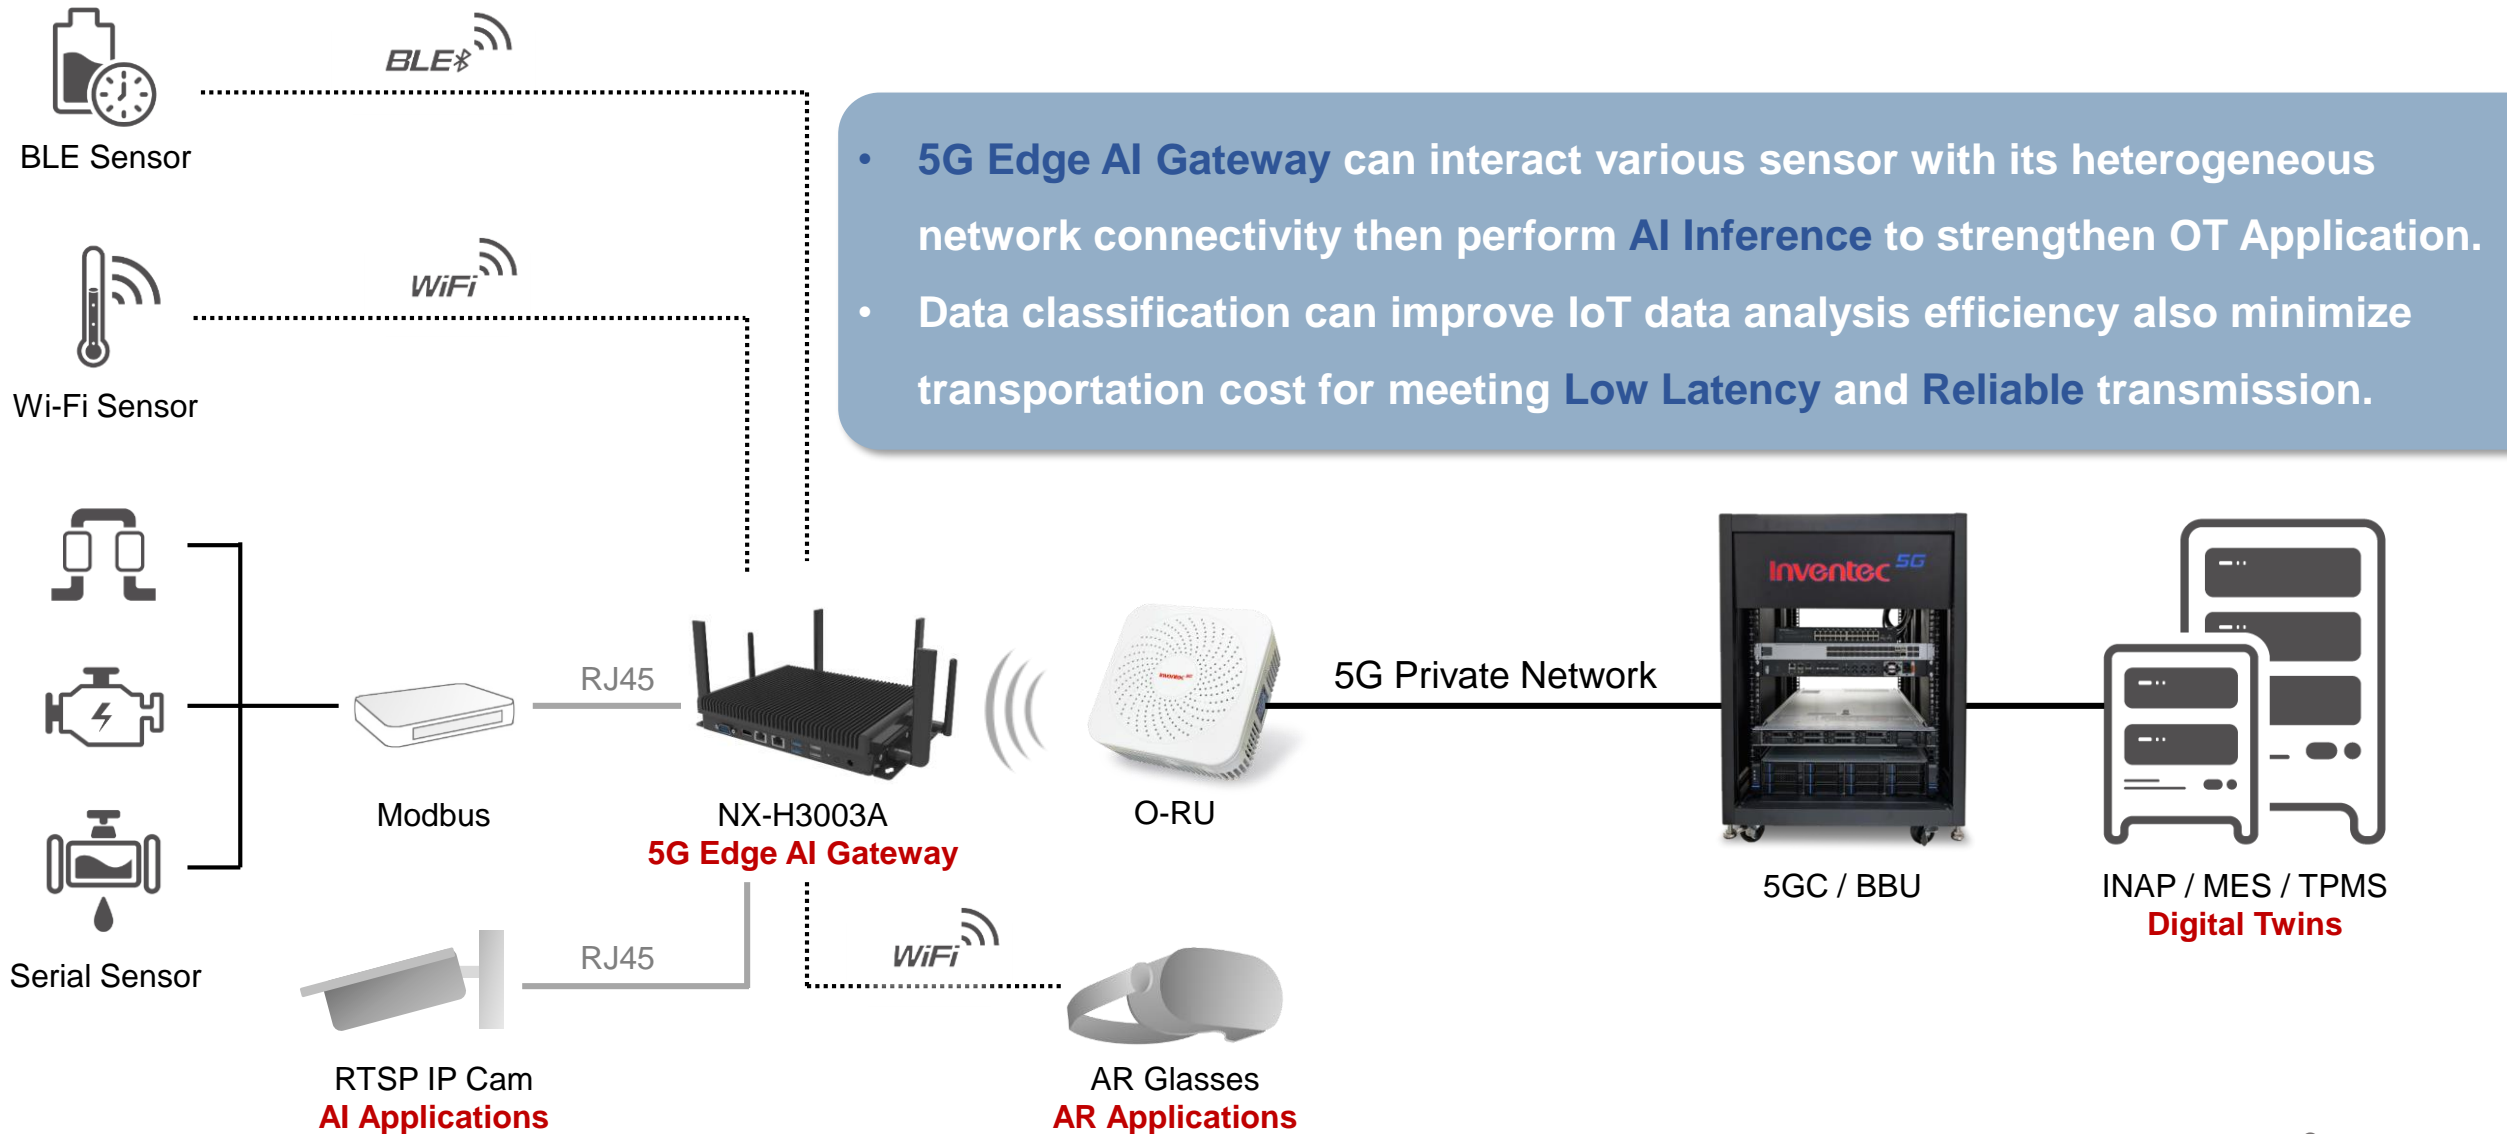 BLE
BLE Sensor
• 5G Edge AI Gateway can interact various sensor with its heterogeneous
network connectivity then perform AI Inference to strengthen OT Application.
• Data classification can improve IoT data analysis efficiency also minimize
transportation cost for meeting Low Latency and Reliable transmission.
WiFi
Wi-Fi Sensor
Inventec 5G
RJ45
5G Private Network
Modbus
NX-H3003A
5G Edge AI Gateway
O-RU
5GC / BBU
INAP / MES / TPMS
Digital Twins
Serial Sensor
RJ45
WiFi
RTSP IP Cam
AI Applications
AR Glasses
AR Applications